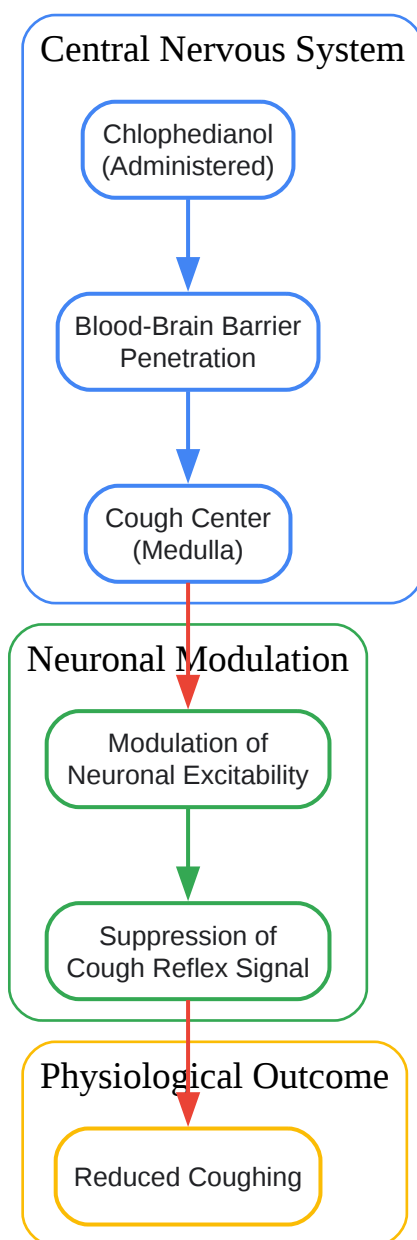 Central Nervous System
Chlophedianol
(Administered)
Blood-Brain Barrier
Penetration
Cough Center
(Medulla)
Neuronal Modulation
Modulation of
Neuronal Excitability
Suppression of
Cough Reflex Signal
Physiological Outcome
Reduced Coughing